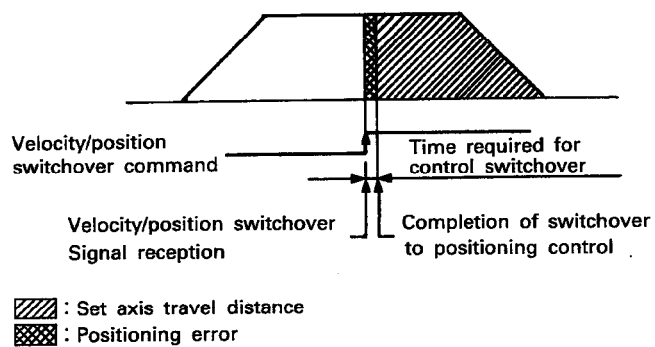 Velocity/position
switchover command
Time required for
control switchover
Velocity/position switchover
Signal reception
Completion of switchover
to positioning control
: Set axis travel distance
: Positioning error